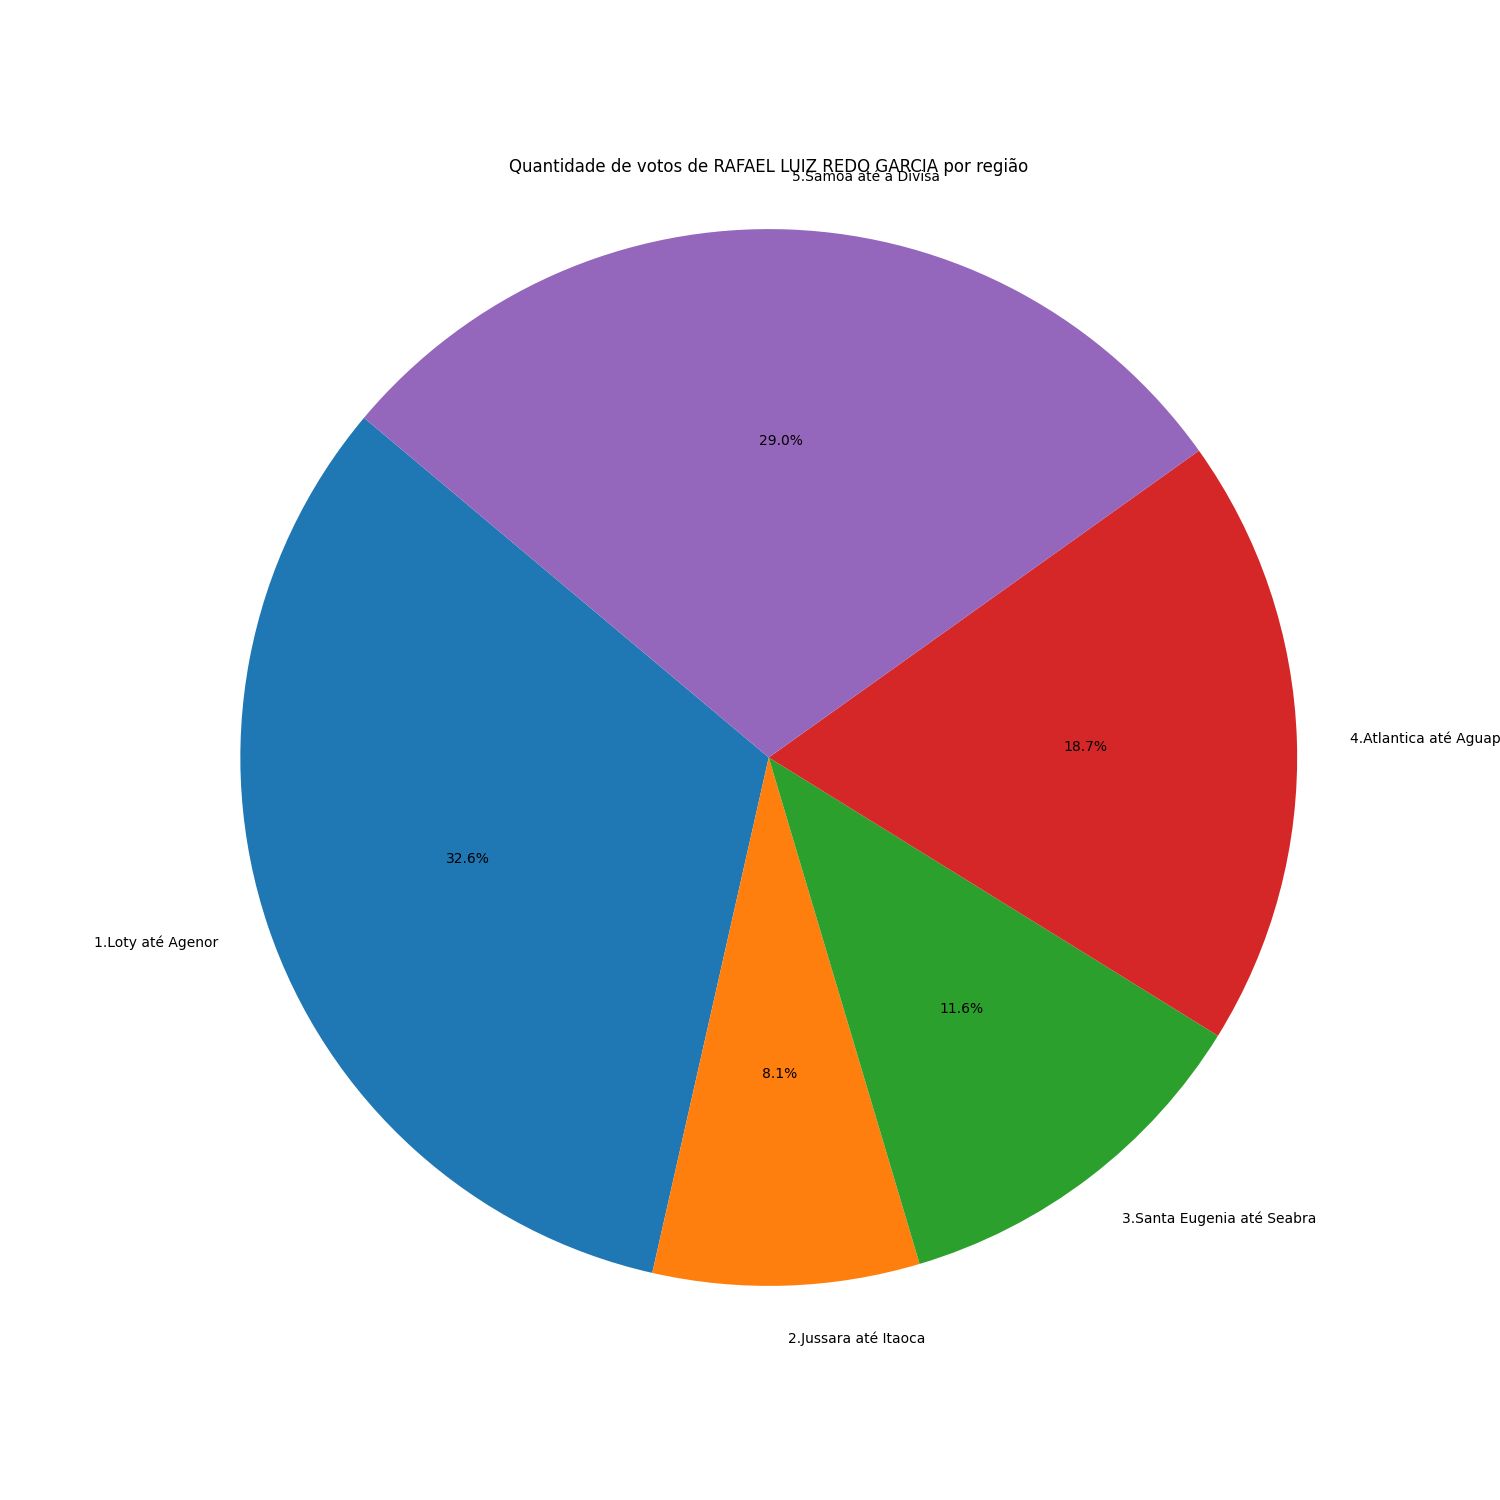 Quantidade de votos de RAFAEL LUIZ REDO GARCIA por região
5.Samoa até a Divisa
29.0%
18.7%
4.Atlantica até Aguap
32.6%
1.Loty até Agenor
11.6%
8.1%
3.Santa Eugenia até Seabra
2.Jussara até Itaoca